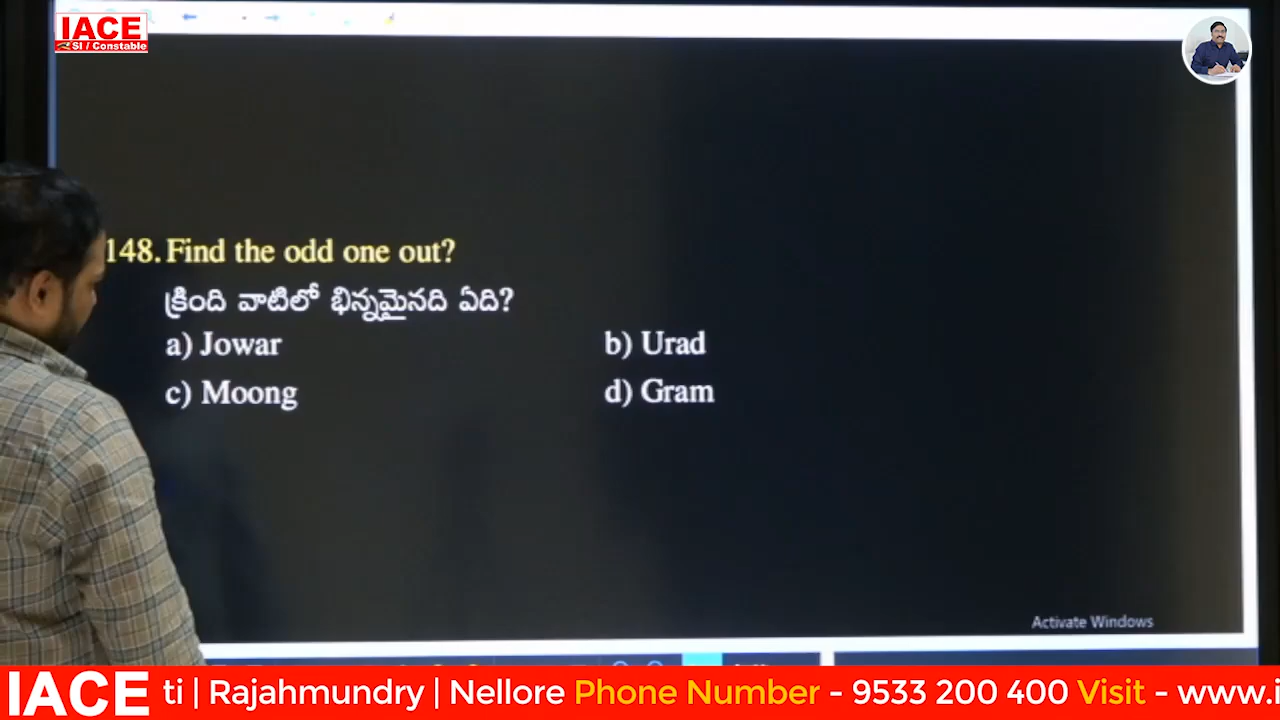 IACE
SI / Constable
148. Find the odd one out?
క్రింది వాటిలో భిన్నమైనది ఏది?
a) Jowar
b) Urad
c) Moong
d) Gram
Activate Windows
IACE ti | Rajahmundry | Nellore Phone Number - 9533 200 400 Visit - www.i